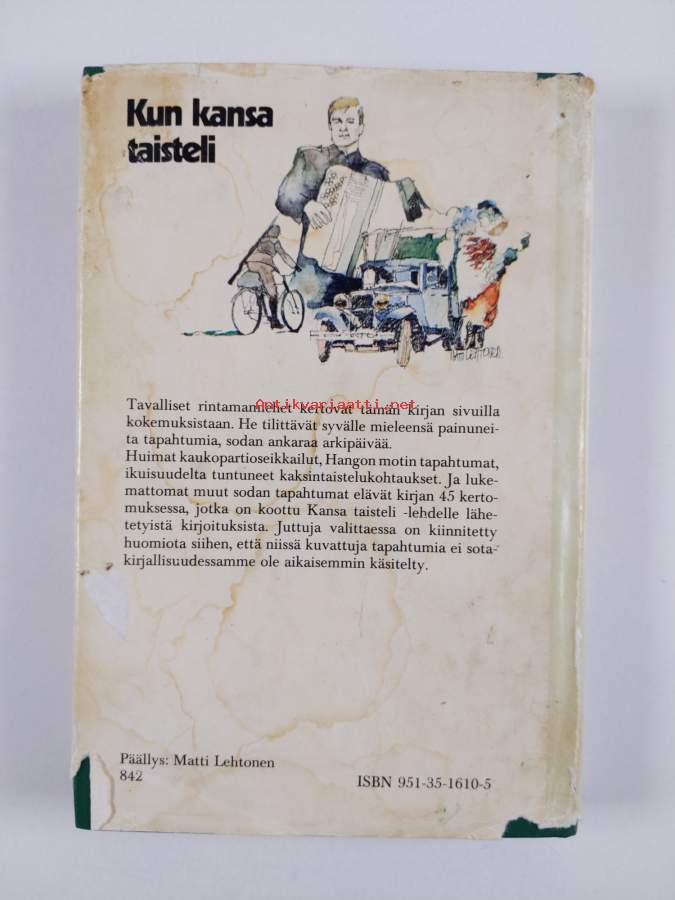 Kun kansa
taisteli
Antikvariaatti.net
Tavalliset rintamamiehet kertovat tämän kirjan sivuilla
kokemuksistaan. He tilittävät syvälle mieleensä painunei-
ta tapahtumia, sodan ankaraa arkipäivää.
Huimat kaukopartioseikkailut, Hangon motin tapahtumat,
ikuisuudelta tuntuneet kaksintaistelukohtaukset. Ja luke-
mattomat muut sodan tapahtumat elävät kirjan 45 kerto-
muksessa, jotka on koottu Kansa taisteli -lehdelle lähe-
tetyistä kirjoituksista. Juttuja valittaessa on kiinnitetty
huomiota siihen, että niissä kuvattuja tapahtumia ei sota-
kirjallisuudessamme ole aikaisemmin käsitelty.
Päällys: Matti Lehtonen
842
ISBN 951-35-1610-5